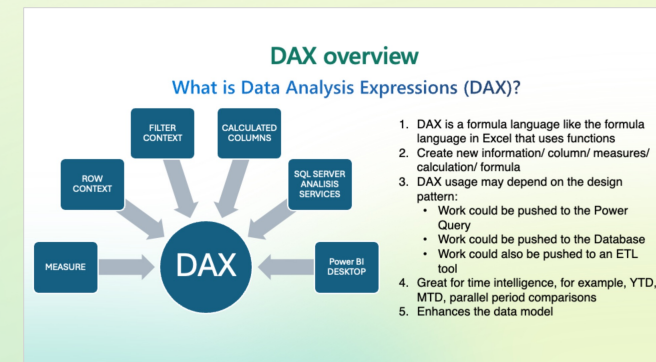 DAX overview
What is Data Analysis Expressions (DAX)?
FILTER
CONTEXT
CALCULATED
COLUMNS
ROW
CONTEXT
SQL SERVER
ANALISIS
SERVICES
MEASURE
DAX
Power BI
DESKTOP
1. DAX is a formula language like the formula
language in Excel that uses functions
2. Create new information/ column/ measures/
calculation/ formula
3. DAX usage may depend on the design
pattern:
• Work could be pushed to the Power
Query
• Work could be pushed to the Database
• Work could also be pushed to an ETL
tool
4. Great for time intelligence, for example, YTD,
MTD, parallel period comparisons
5. Enhances the data model